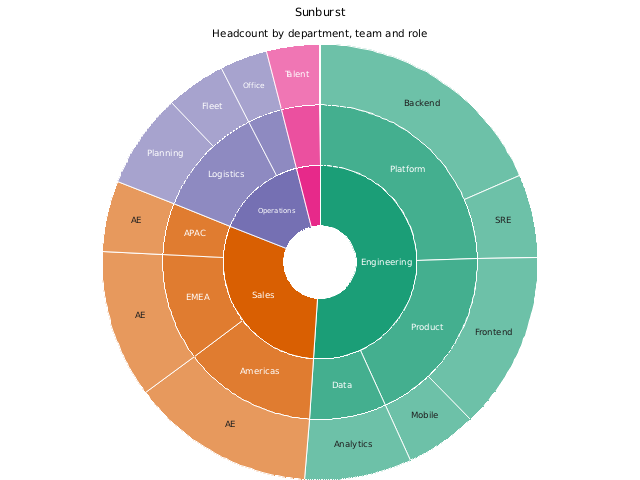 Sunburst
Headcount by department, team and role
Talent
Office
Fleet
Backend
Planning
Platform
Logistics
Operations
AE
SRE
APAC
Engineering
EMEA
Sales
AE
Product
Frontend
Americas
Data
Mobile
AE
Analytics